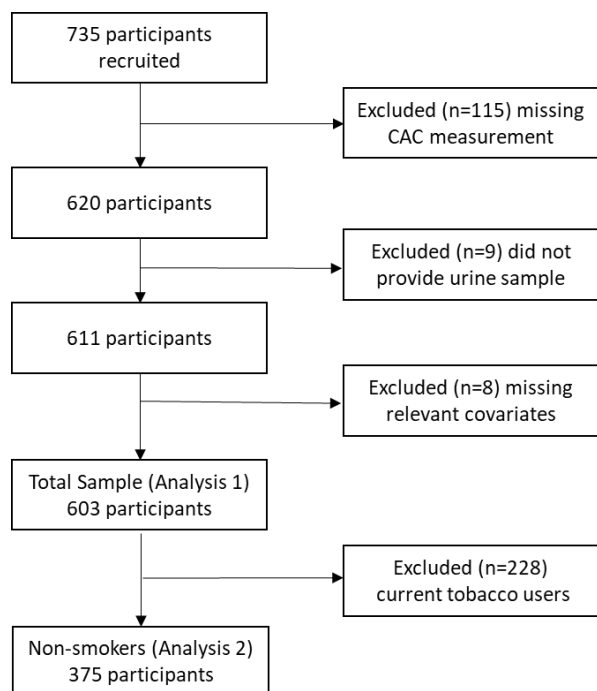 735 participants
recruited
Excluded (n=115) missing
CAC measurement
620 participants
Excluded (n=9) did not
provide urine sample
611 participants
Excluded (n=8) missing
relevant covariates
Total Sample (Analysis 1)
603 participants
Excluded (n=228)
current tobacco users
Non-smokers (Analysis 2)
375 participants